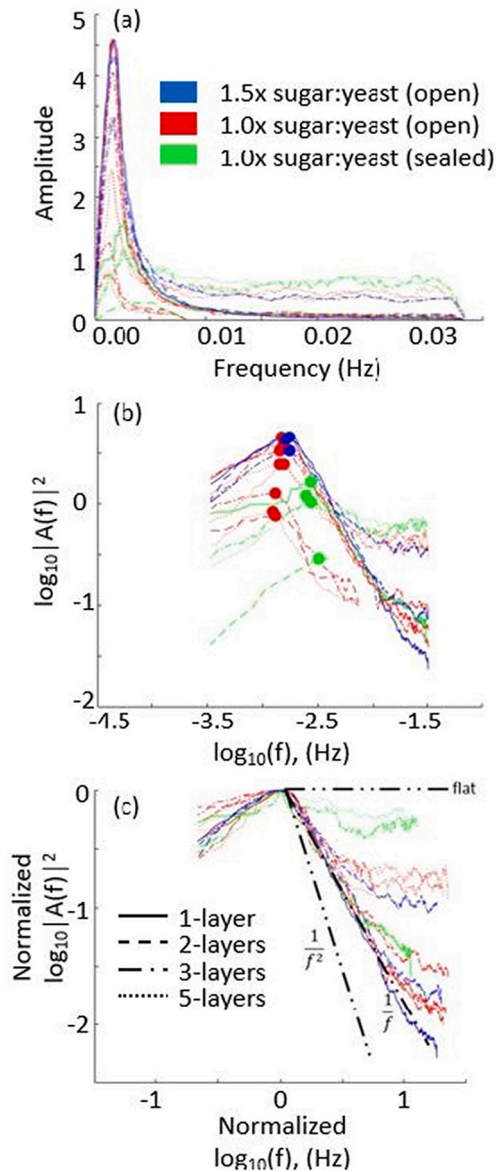 (a)
5
4
3
2
1
0
Amplitude
1.5x sugar:yeast (open)
1.0x sugar:yeast (open)
1.0x sugar:yeast (sealed)
0.00 0.01 0.02 0.03
Frequency (Hz)
(b)
1
0
-1
-2
log₁₀|A(f)|²
-4.5 -3.5 -2.5 -1.5
log₁₀(f), (Hz)
(c)
0
-1
-2
Normalized
log₁₀|A(f)|²
flat
1-layer
2-layers
3-layers
5-layers
1/f²
1/f
-1 0 1
Normalized
log₁₀(f), (Hz)